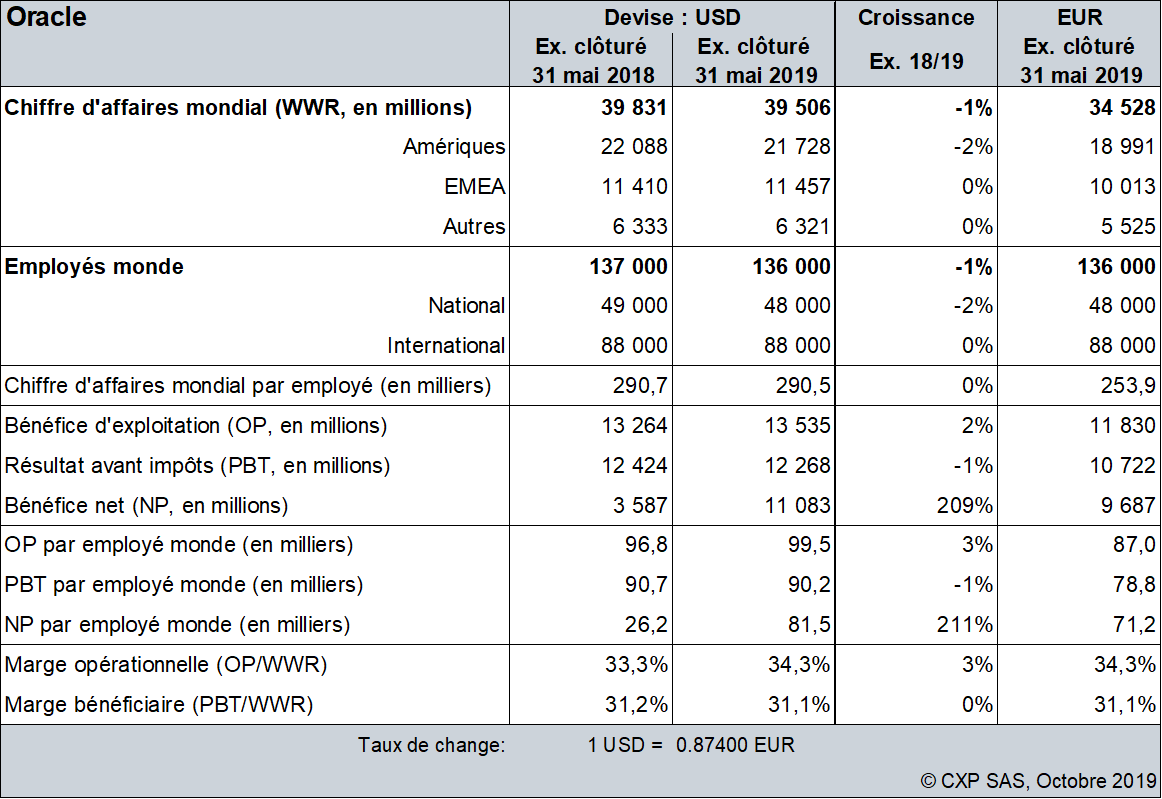 Oracle Devise : USD Croissance EUR
Ex. clôturé Ex. clôturé Ex. 18/19 Ex. clôturé
31 mai 2018 31 mai 2019 31 mai 2019
Chiffre d'affaires mondial (WWR, en millions) 39 831 39 506 -1% 34 528
Amériques 22 088 21 728 -2% 18 991
EMEA 11 410 11 457 0% 10 013
Autres 6 333 6 321 0% 5 525
Employés monde 137 000 136 000 -1% 136 000
National 49 000 48 000 -2% 48 000
International 88 000 88 000 0% 88 000
Chiffre d'affaires mondial par employé (en milliers) 290,7 290,5 0% 253,9
Bénéfice d'exploitation (OP, en millions) 13 264 13 535 2% 11 830
Résultat avant impôts (PBT, en millions) 12 424 12 268 -1% 10 722
Bénéfice net (NP, en millions) 3 587 11 083 209% 9 687
OP par employé monde (en milliers) 96,8 99,5 3% 87,0
PBT par employé monde (en milliers) 90,7 90,2 -1% 78,8
NP par employé monde (en milliers) 26,2 81,5 211% 71,2
Marge opérationnelle (OP/WWR) 33,3% 34,3% 3% 34,3%
Marge bénéficiaire (PBT/WWR) 31,2% 31,1% 0% 31,1%
Taux de change: 1 USD = 0.87400 EUR
© CXP SAS, Octobre 2019